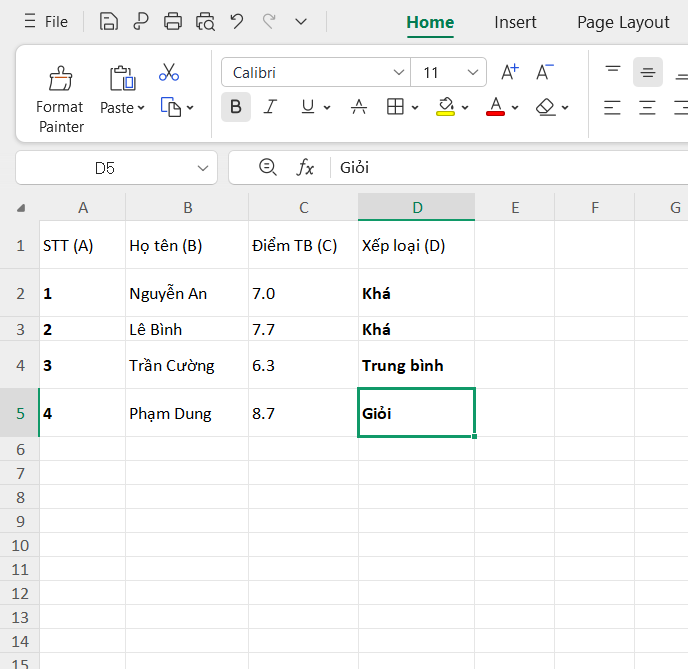 File Home Insert Page Layout
Calibri 11 A+ A−
Format Painter Paste B I U A A
D5 fx Giỏi
A B C D E F G
1 STT (A) Họ tên (B) Điểm TB (C) Xếp loại (D)
2 1 Nguyễn An 7.0 Khá
3 2 Lê Bình 7.7 Khá
4 3 Trần Cường 6.3 Trung bình
5 4 Phạm Dung 8.7 Giỏi
6
7
8
9
10
11
12
13
14
15